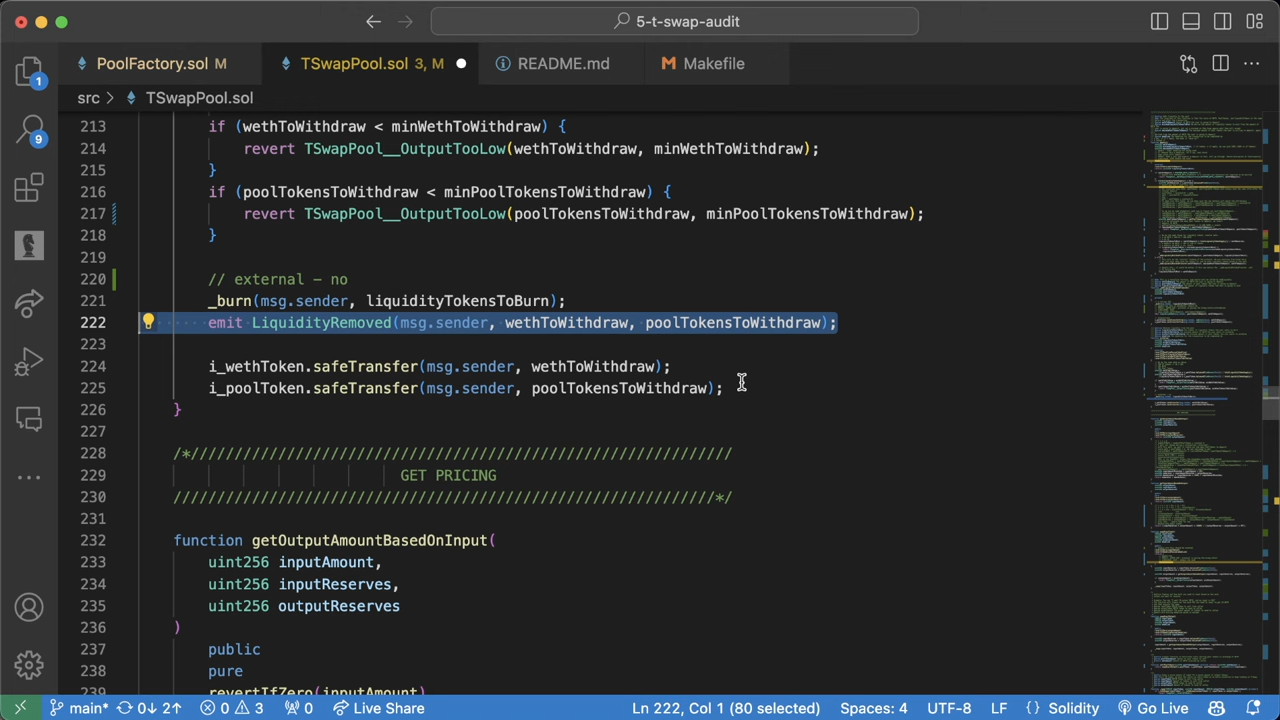 5-t-swap-audit
PoolFactory.sol M
TSwapPool.sol 3, M
README.md
Makefile
src > TSwapPool.sol
1
9
213 if (wethToWithdraw < minWethToWithdraw) {
214 revert TSwapPool__OutputTooLow(wethToWithdraw, minWethToWithdraw);
215 }
216 if (poolTokensToWithdraw < minPoolTokensToWithdraw) {
217 revert TSwapPool__OutputTooLow(poolTokensToWithdraw, minPoolTokensToWithdraw);
218 }
219
220 // external - no
221 _burn(msg.sender, liquidityTokensToBurn);
222 emit LiquidityRemoved(msg.sender, wethToWithdraw, poolTokensToWithdraw);
223
224 i_wethToken.safeTransfer(msg.sender, wethToWithdraw);
225 i_poolToken.safeTransfer(msg.sender, poolTokensToWithdraw);
226 }
227
228 /*//////////////////////////////////////////////////////////////
229 GET PRICING
230 //////////////////////////////////////////////////////////////*/
231
232 function getOutputAmountBasedOnInput(
233 uint256 inputAmount,
234 uint256 inputReserves,
235 uint256 outputReserves
236 )
237 public
238 pure
239 revertIfZero(inputAmount)
main* 0↓ 2↑ 0 3 0 Live Share Ln 222, Col 1 (80 selected) Spaces: 4 UTF-8 LF {} Solidity Go Live